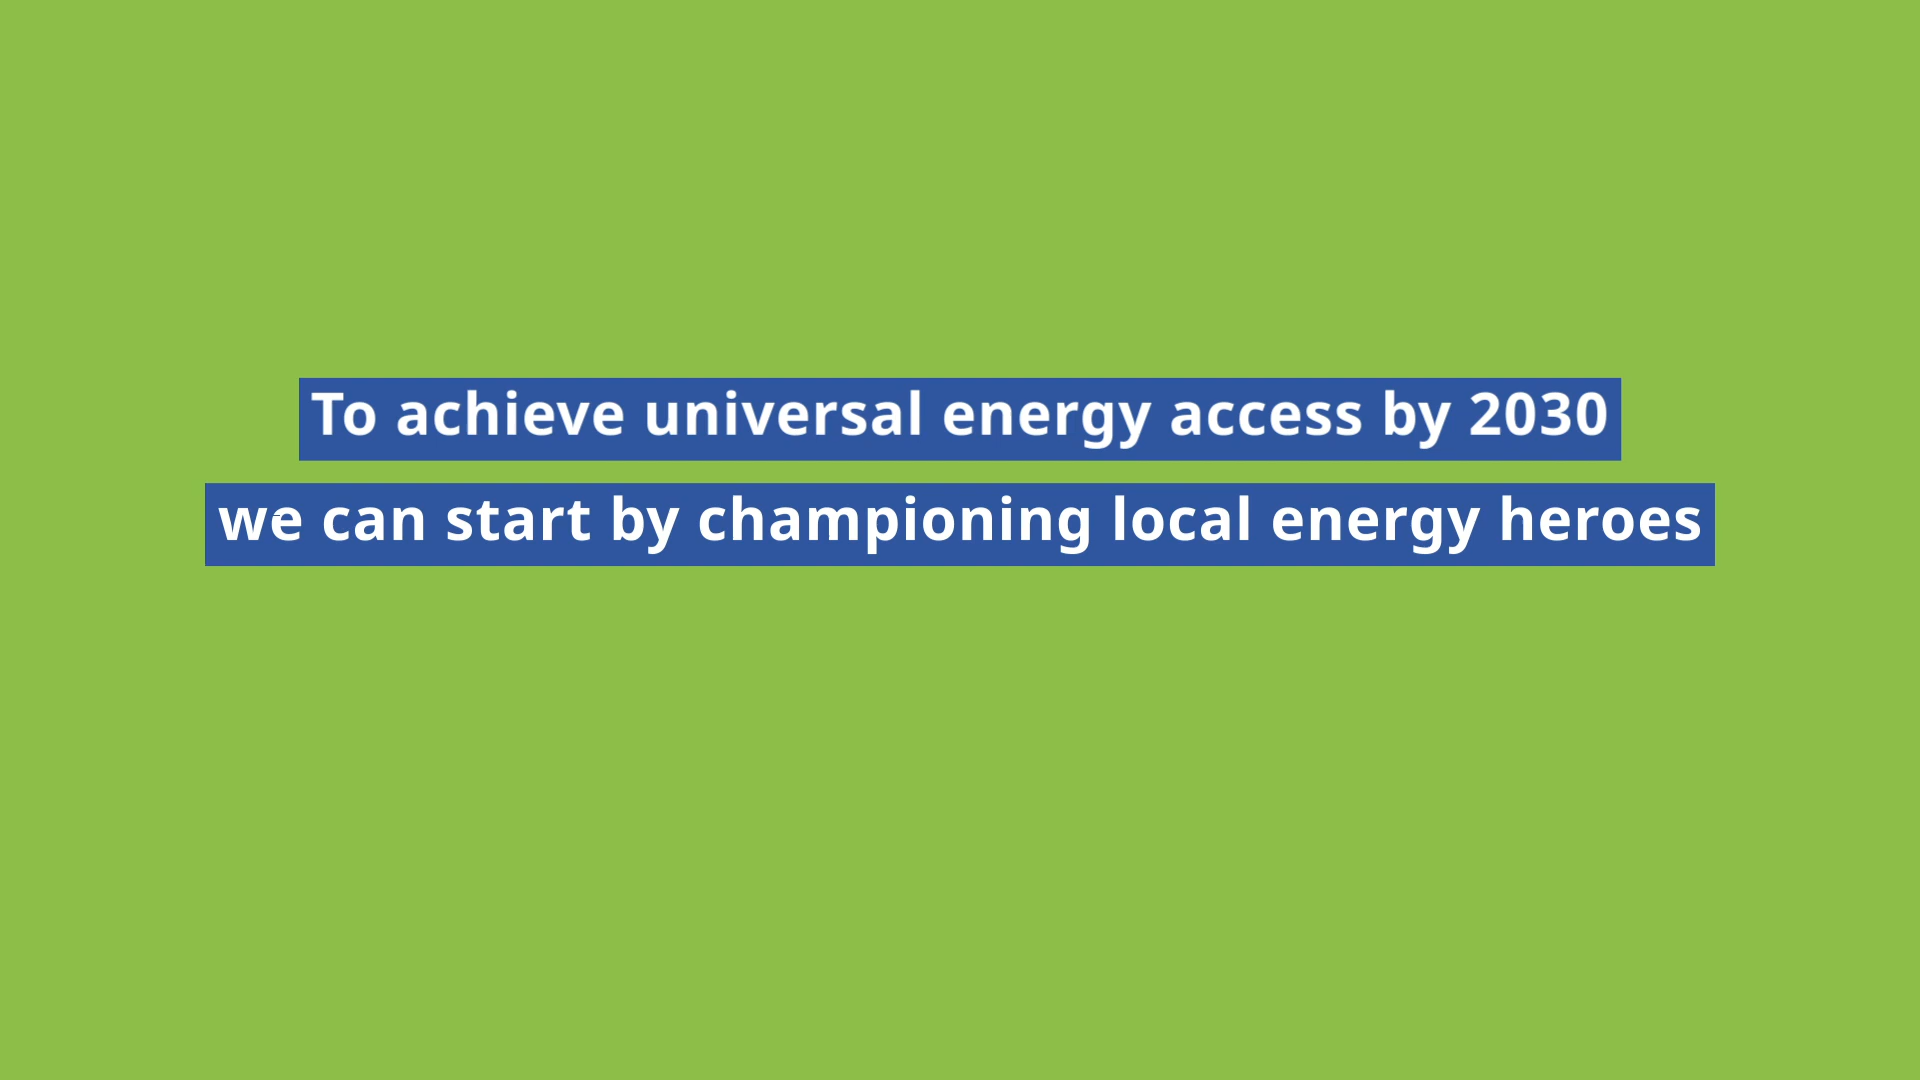 To achieve universal energy access by 2030
we can start by championing local energy heroes